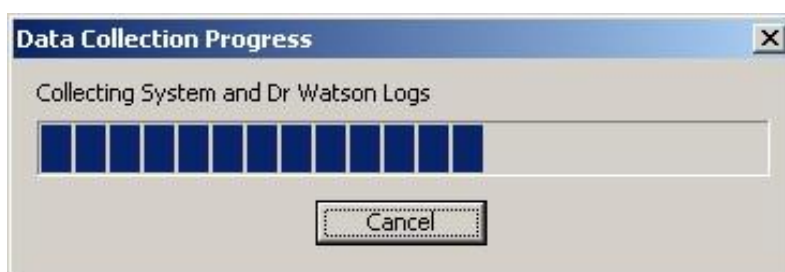 Data Collection Progress
Collecting System and Dr Watson Logs
Cancel